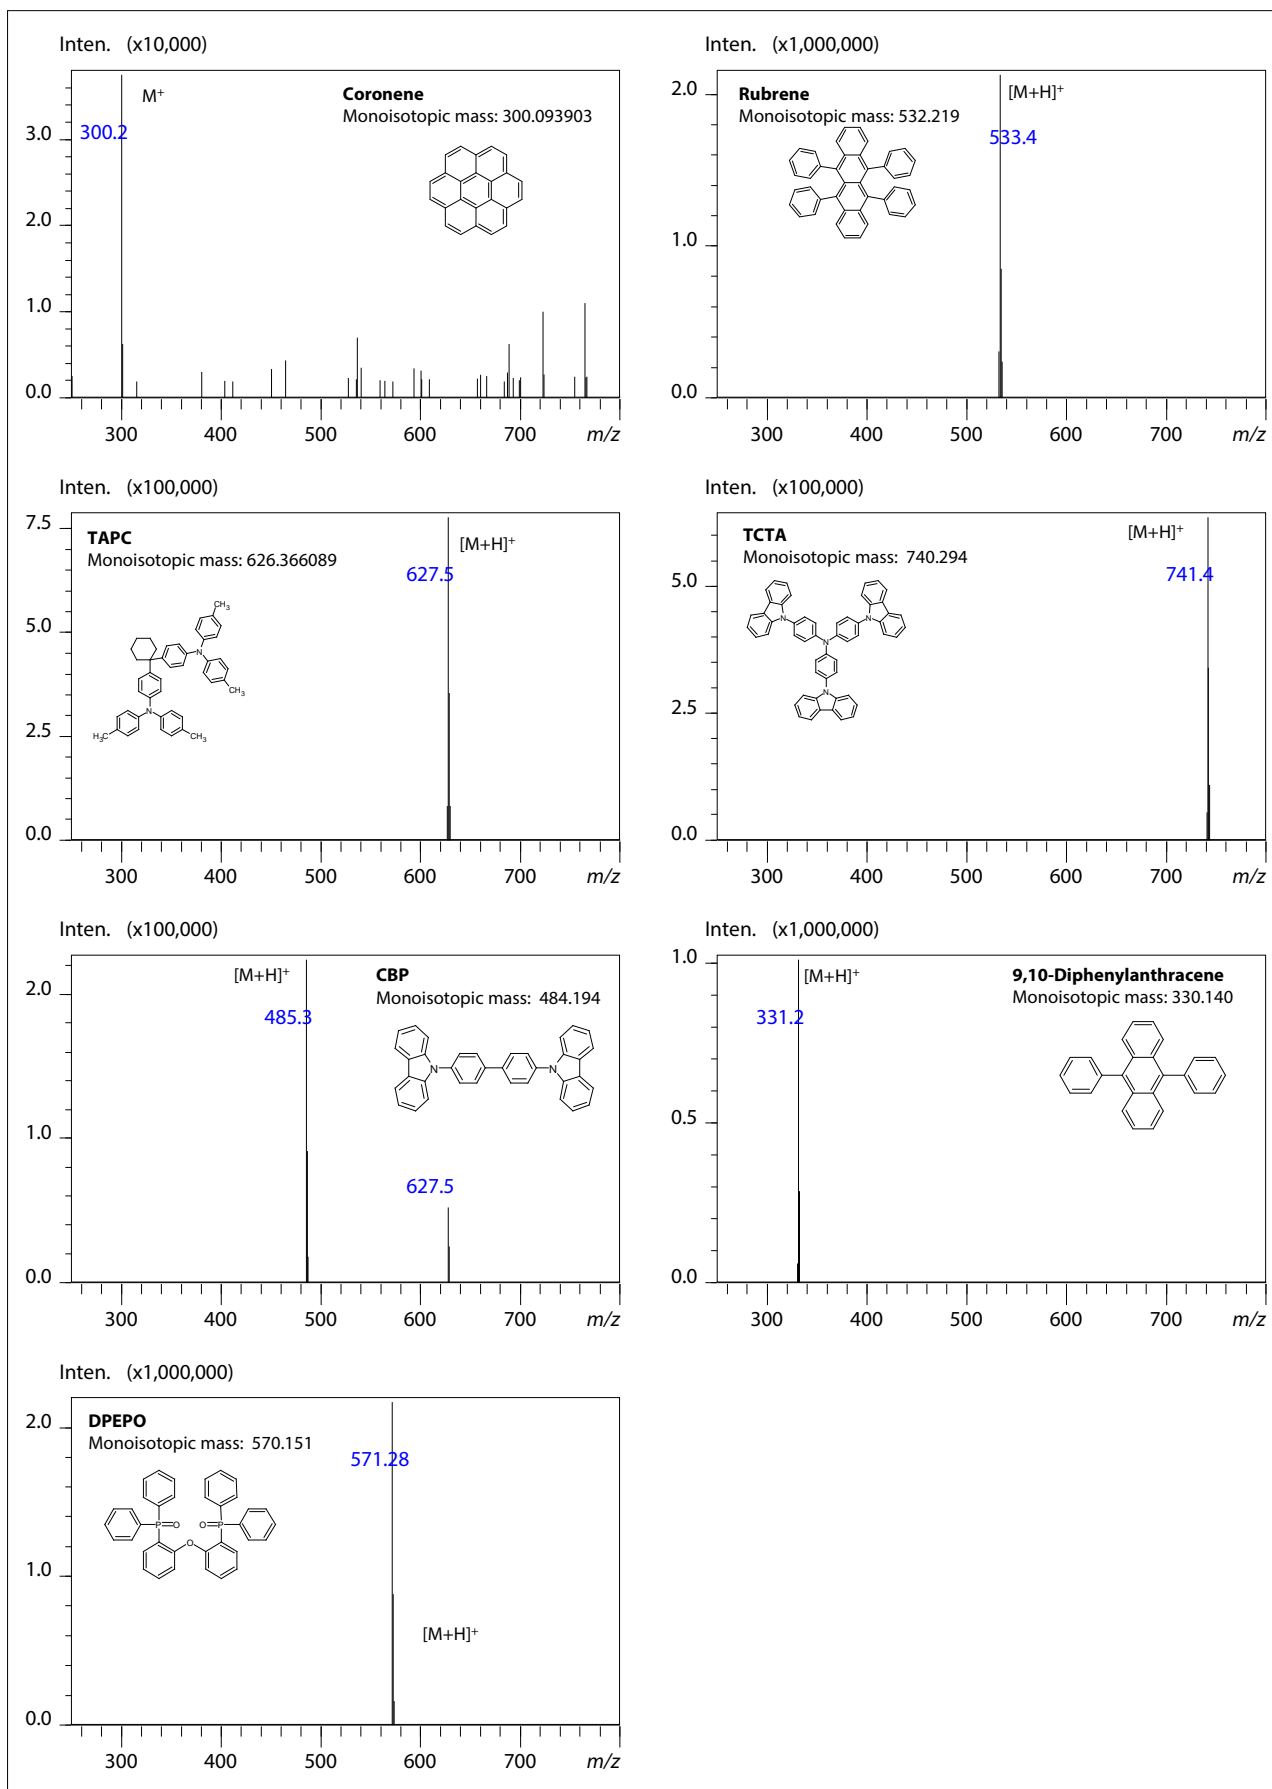 Inten. (x10,000)
M+
Coronene
Monoisotopic mass: 300.093903
300.2
3.0
2.0
1.0
0.0
300 400 500 600 700 m/z
Inten. (x1,000,000)
Rubrene
[M+H]+
Monoisotopic mass: 532.219
533.4
2.0
1.0
0.0
300 400 500 600 700 m/z
Inten. (x100,000)
TAPC
[M+H]+
Monoisotopic mass: 626.366089
627.5
7.5
5.0
2.5
0.0
CH3
N
CH3
N
H3C
CH3
300 400 500 600 700 m/z
Inten. (x100,000)
TCTA
[M+H]+
Monoisotopic mass: 740.294
741.4
5.0
2.5
0.0
N N
N
N
300 400 500 600 700 m/z
Inten. (x100,000)
[M+H]+
CBP
Monoisotopic mass: 484.194
485.3
627.5
2.0
1.0
0.0
N N
300 400 500 600 700 m/z
Inten. (x1,000,000)
[M+H]+
9,10-Diphenylanthracene
Monoisotopic mass: 330.140
331.2
1.0
0.5
0.0
300 400 500 600 700 m/z
Inten. (x1,000,000)
DPEPO
Monoisotopic mass: 570.151
571.28
2.0
1.0
0.0
P=O O=P
O
[M+H]+
300 400 500 600 700 m/z